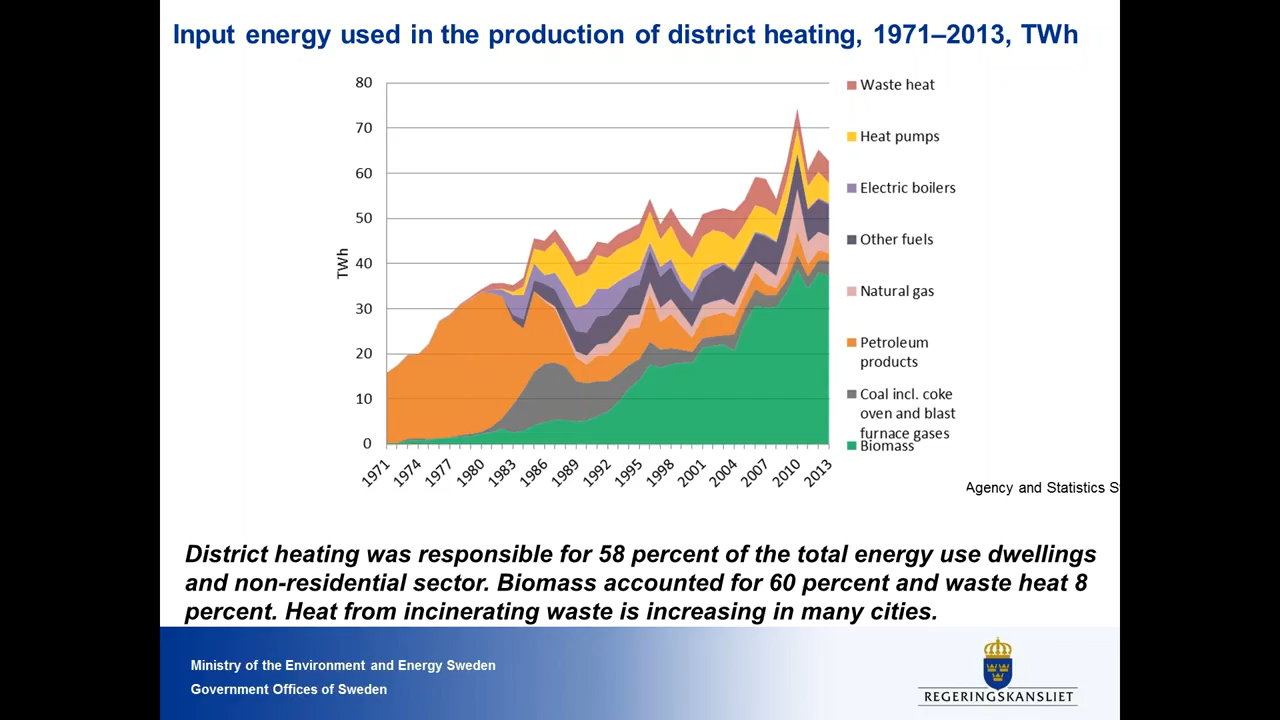 Input energy used in the production of district heating, 1971–2013, TWh
80
70
60
50
40
30
20
10
0
TWh
1971
1974
1977
1980
1983
1986
1989
1992
1995
1998
2001
2004
2007
2010
2013
Waste heat
Heat pumps
Electric boilers
Other fuels
Natural gas
Petroleum
products
Coal incl. coke
oven and blast
furnace gases
Biomass
Agency and Statistics S
District heating was responsible for 58 percent of the total energy use dwellings
and non-residential sector. Biomass accounted for 60 percent and waste heat 8
percent. Heat from incinerating waste is increasing in many cities.
Ministry of the Environment and Energy Sweden
Government Offices of Sweden
REGERINGSKANSLIET